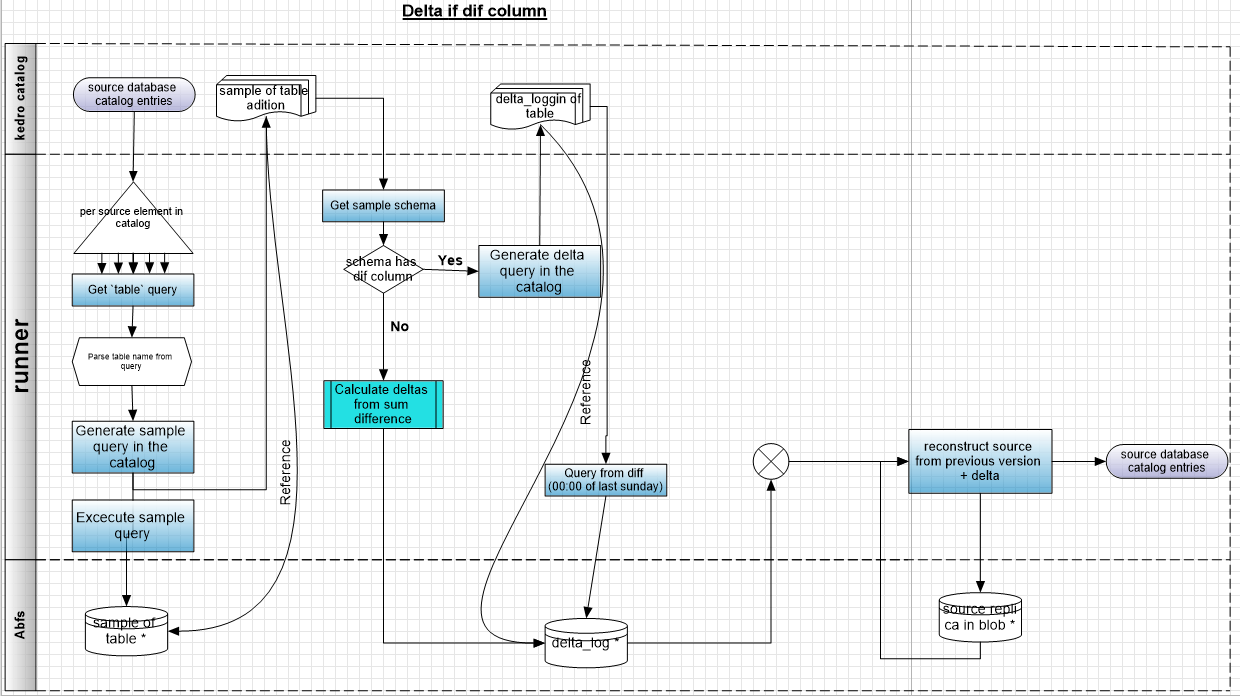 Delta if dif column
kedro catalog
source database
catalog entries
sample of table
adition
delta_loggin of
table
runner
per source element in
catalog
Get `table` query
Parse table name from
query
Generate sample
query in the
catalog
Excecute sample
query
Reference
Get sample schema
schema has
dif column
Yes
No
Generate delta
query in the
catalog
Calculate deltas
from sum
difference
Reference
Query from diff
(00:00 of last sunday)
reconstruct source
from previous version
+ delta
source database
catalog entries
Abfs
sample of
table *
delta_log *
source repli
ca in blob *